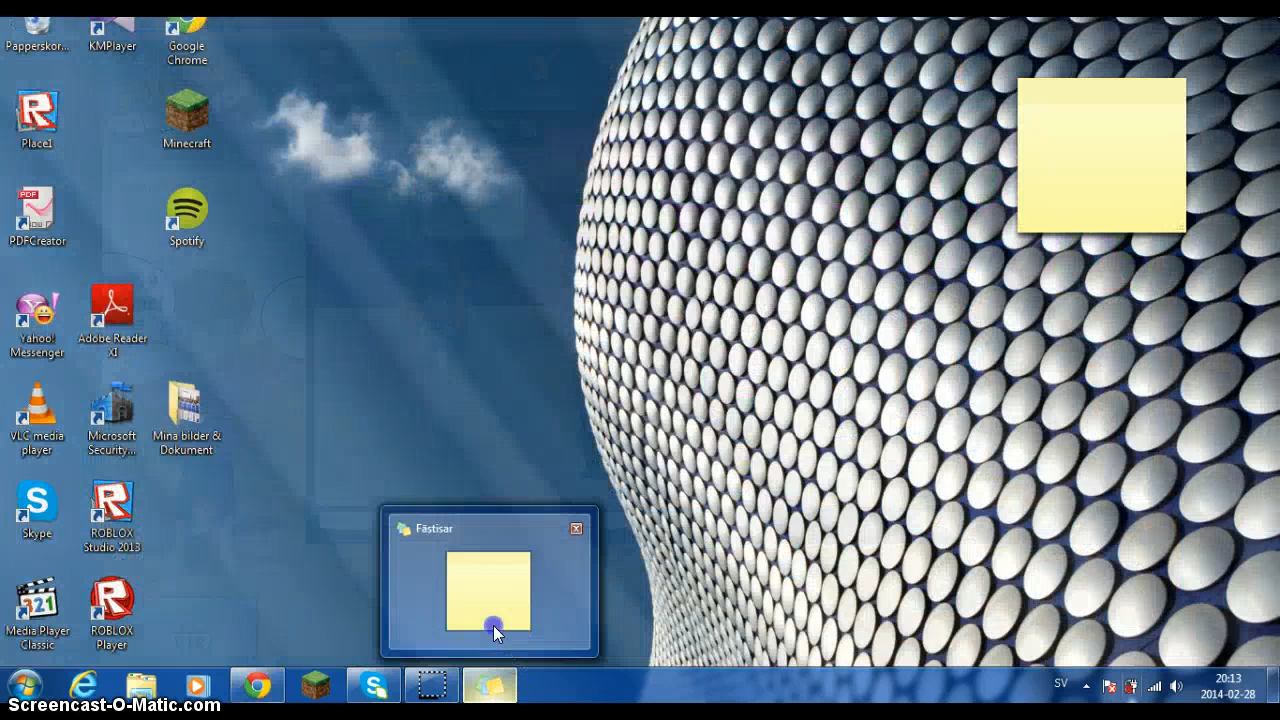 Papperskor...
KMPlayer
Google
Chrome
Place1
Minecraft
PDF
PDFCreator
Spotify
Yahoo!
Messenger
Adobe Reader
XI
VLC media
player
Microsoft
Security...
Mina bilder &
Dokument
Skype
ROBLOX
Studio 2013
321
Media Player
Classic
ROBLOX
Player
Fästisar
SV
20:13
2014-02-28
Screencast-O-Matic.com